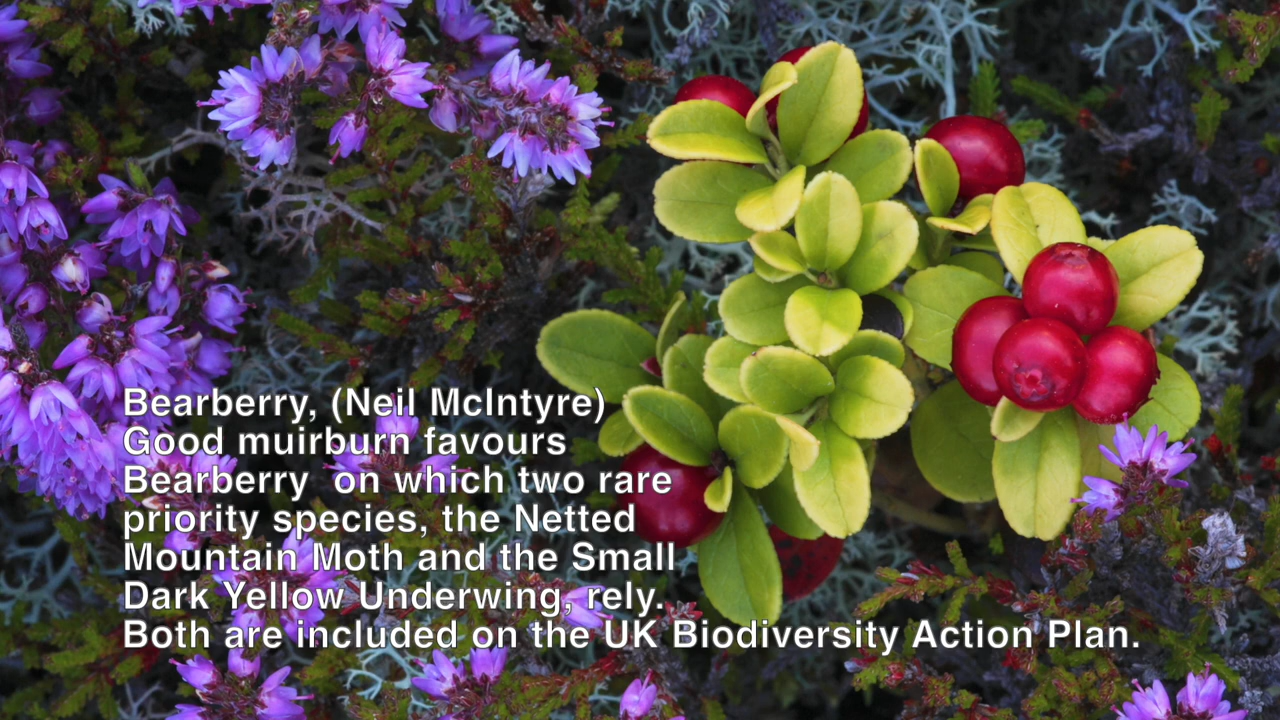 Bearberry, (Neil McIntyre)
Good muirburn favours
Bearberry  on which two rare
priority species, the Netted
Mountain Moth and the Small
Dark Yellow Underwing, rely.
Both are included on the UK Biodiversity Action Plan.